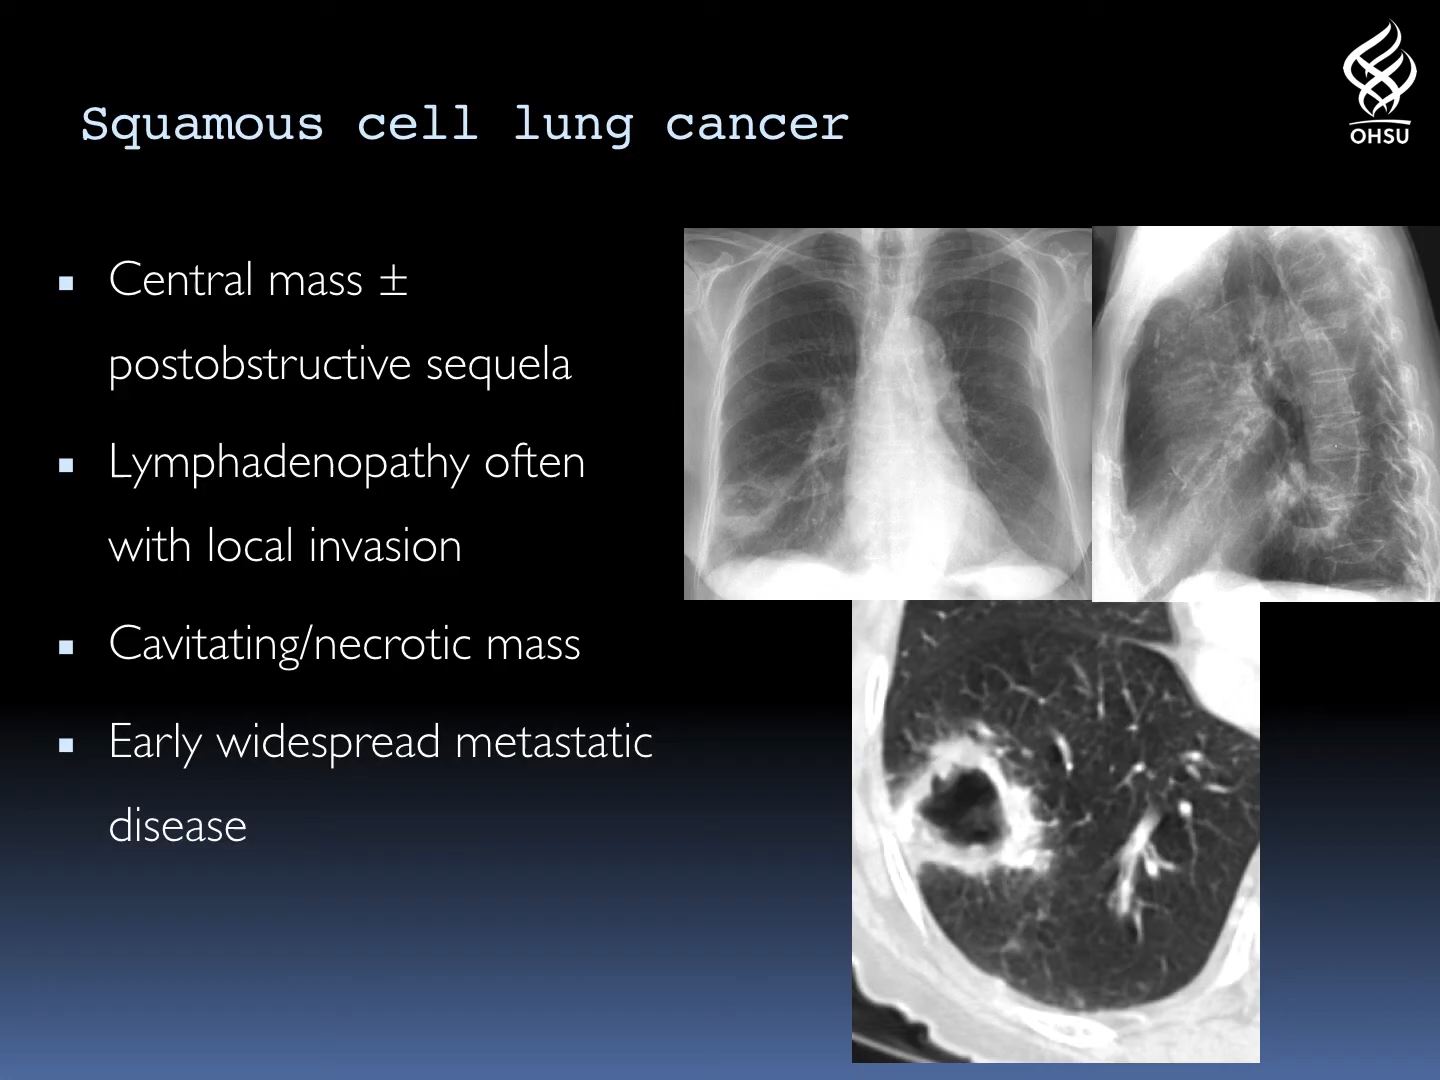 Squamous cell lung cancer
OHSU
▪ Central mass ±
postobstructive sequela
▪ Lymphadenopathy often
with local invasion
▪ Cavitating/necrotic mass
▪ Early widespread metastatic
disease